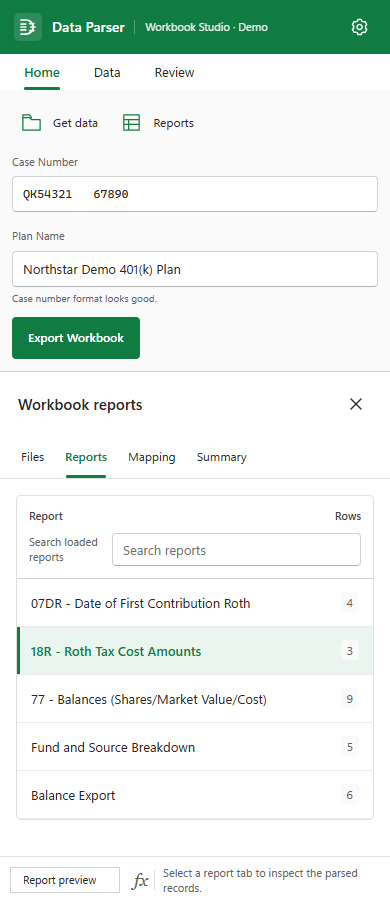 Data Parser Workbook Studio · Demo
Home Data Review
Get data Reports
Case Number
QK54321   67890
Plan Name
Northstar Demo 401(k) Plan
Case number format looks good.
Export Workbook
Workbook reports
Files Reports Mapping Summary
Report Rows
Search loaded
reports
Search reports
07DR - Date of First Contribution Roth 4
18R - Roth Tax Cost Amounts 3
77 - Balances (Shares/Market Value/Cost) 9
Fund and Source Breakdown 5
Balance Export 6
Report preview
fx
Select a report tab to inspect the parsed
records.